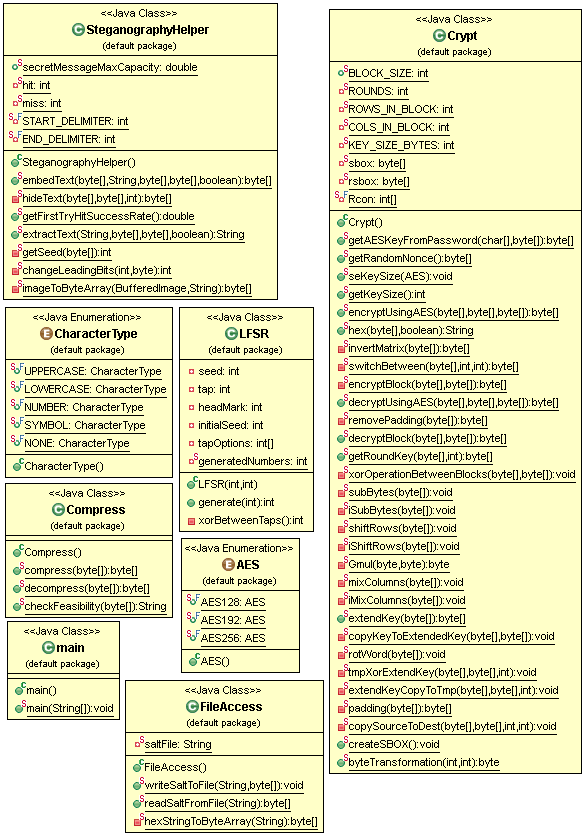 <<Java Class>>
SteganographyHelper
(default package)
secretMessageMaxCapacity: double
hit: int
miss: int
START_DELIMITER: int
END_DELIMITER: int
SteganographyHelper()
embedText(byte[],String,byte[],byte[],boolean):byte[]
hideText(byte[],byte[],int):byte[]
getFirstTryHitSuccessRate():double
extractText(String,byte[],byte[],boolean):String
getSeed(byte[]):int
changeLeadingBits(int,byte):int
imageToByteArray(BufferedImage,String):byte[]
<<Java Enumeration>>
CharacterType
(default package)
UPPERCASE: CharacterType
LOWERCASE: CharacterType
NUMBER: CharacterType
SYMBOL: CharacterType
NONE: CharacterType
CharacterType()
<<Java Class>>
LFSR
(default package)
seed: int
tap: int
headMark: int
initialSeed: int
tapOptions: int[]
generatedNumbers: int
LFSR(int,int)
generate(int):int
xorBetweenTaps():int
<<Java Class>>
Compress
(default package)
Compress()
compress(byte[]):byte[]
decompress(byte[]):byte[]
checkFeasibility(byte[]):String
<<Java Enumeration>>
AES
(default package)
AES128: AES
AES192: AES
AES256: AES
AES()
<<Java Class>>
main
(default package)
main()
main(String[]):void
<<Java Class>>
FileAccess
(default package)
saltFile: String
FileAccess()
writeSaltToFile(String,byte[]):void
readSaltFromFile(String):byte[]
hexStringToByteArray(String):byte[]
<<Java Class>>
Crypt
(default package)
BLOCK_SIZE: int
ROUNDS: int
ROWS_IN_BLOCK: int
COLS_IN_BLOCK: int
KEY_SIZE_BYTES: int
sbox: byte[]
rsbox: byte[]
Rcon: int[]
Crypt()
getAESKeyFromPassword(char[],byte[]):byte[]
getRandomNonce():byte[]
seKeySize(AES):void
getKeySize():int
encryptUsingAES(byte[],byte[],byte[]):byte[]
hex(byte[],boolean):String
invertMatrix(byte[]):byte[]
switchBetween(byte[],int,int):byte[]
encryptBlock(byte[],byte[]):byte[]
decryptUsingAES(byte[],byte[],byte[]):byte[]
removePadding(byte[]):byte[]
decryptBlock(byte[],byte[]):byte[]
getRoundKey(byte[],int):byte[]
xorOperationBetweenBlocks(byte[],byte[]):void
subBytes(byte[]):void
iSubBytes(byte[]):void
shiftRows(byte[]):void
iShiftRows(byte[]):void
Gmul(byte,byte):byte
mixColumns(byte[]):void
iMixColumns(byte[]):void
extendKey(byte[]):byte[]
copyKeyToExtendedKey(byte[],byte[]):void
rotWord(byte[]):void
tmpXorExtendKey(byte[],byte[],int):void
extendKeyCopyToTmp(byte[],byte[],int):void
padding(byte[]):byte[]
copySourceToDest(byte[],byte[],int,int):void
createSBOX():void
byteTransformation(int,int):byte